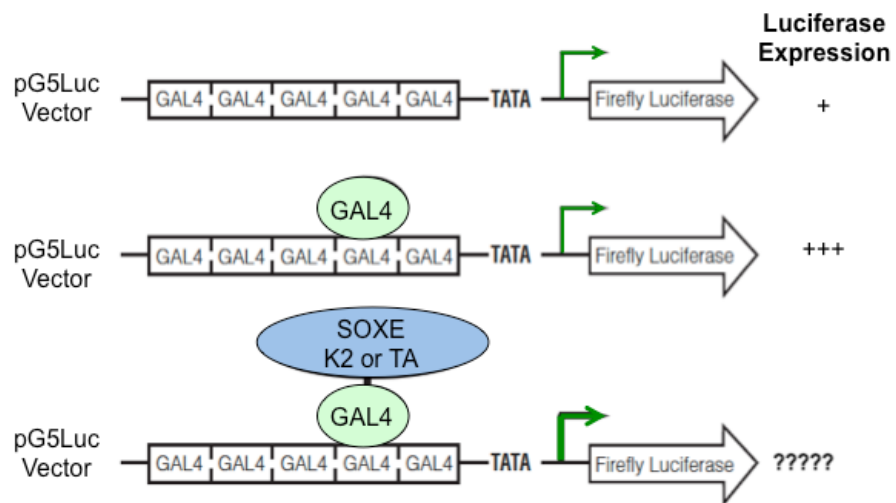 Luciferase
Expression
pG5Luc
Vector
GAL4 GAL4 GAL4 GAL4 GAL4
TATA
Firefly Luciferase
+
GAL4
pG5Luc
Vector
GAL4 GAL4 GAL4 GAL4 GAL4
TATA
Firefly Luciferase
+++
SOXE
K2 or TA
GAL4
pG5Luc
Vector
GAL4 GAL4 GAL4 GAL4 GAL4
TATA
Firefly Luciferase
?????